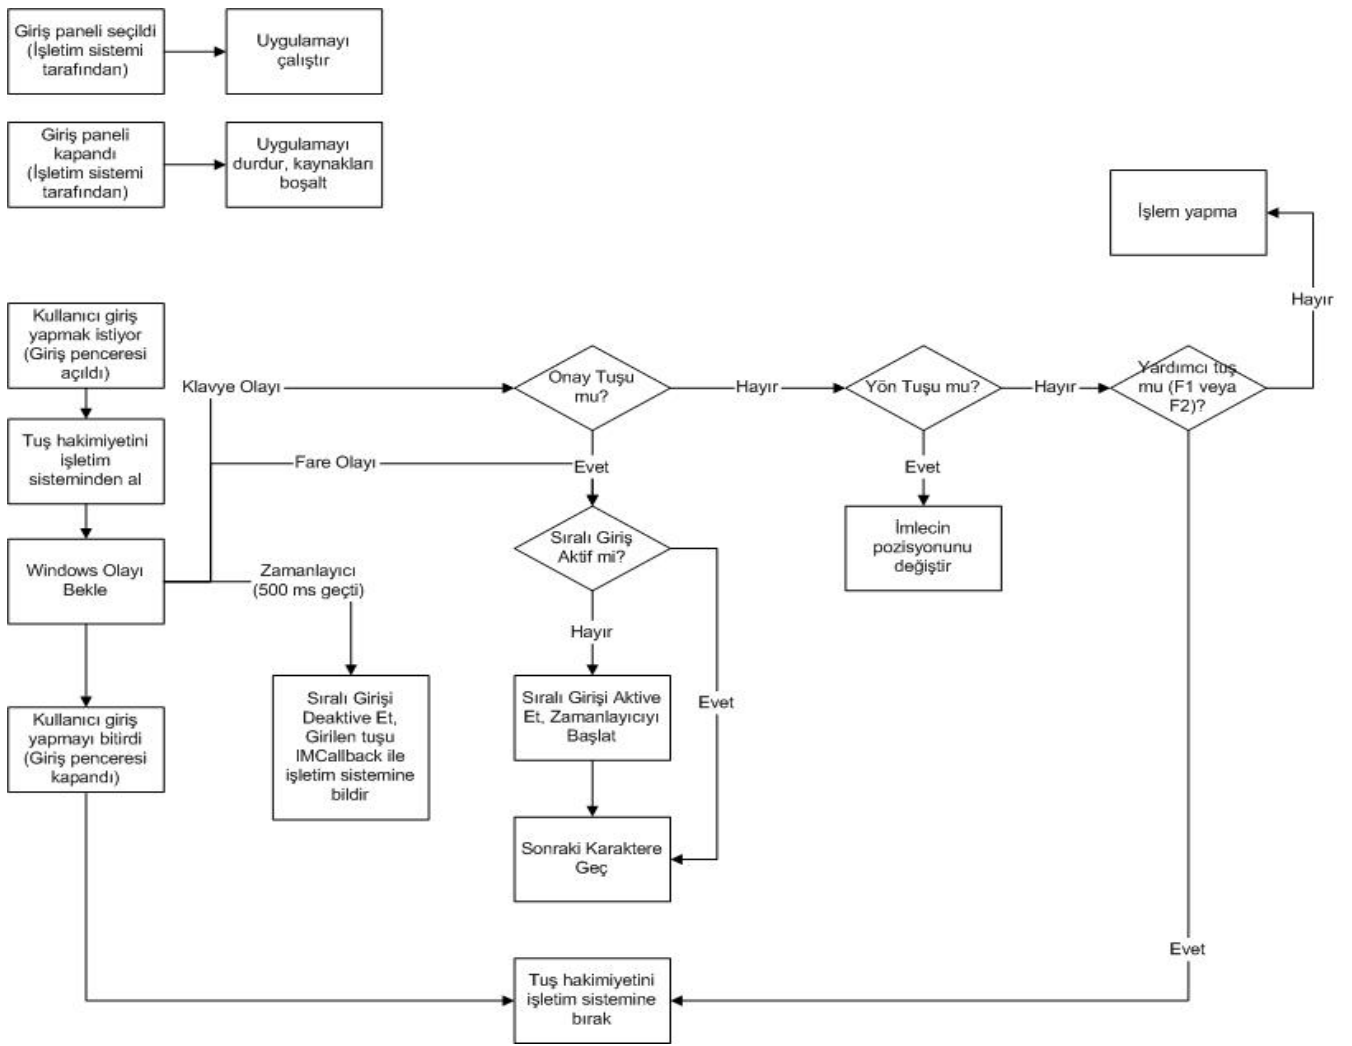 Giriş paneli seçildi
(İşletim sistemi
tarafından)
Uygulamayı
çalıştır
Giriş paneli
kapandı
(İşletim sistemi
tarafından)
Uygulamayı
durdur, kaynakları
boşalt
İşlem yapma
Hayır
Kullanıcı giriş
yapmak istiyor
(Giriş penceresi
açıldı)
Klavye Olayı
Onay Tuşu
mu?
Hayır
Yön Tuşu mu?
Hayır
Yardımcı tuş
mu (F1 veya
F2)?
Tuş hakimiyetini
işletim
sisteminden al
Fare Olayı
Evet
Evet
Sıralı Giriş
Aktif mi?
İmlecin
pozisyonunu
değiştir
Windows Olayı
Bekle
Zamanlayıcı
(500 ms geçti)
Hayır
Sıralı Girişi
Deaktive Et,
Girilen tuşu
IMCallback ile
işletim sistemine
bildir
Sıralı Girişi Aktive
Et, Zamanlayıcıyı
Başlat
Evet
Kullanıcı giriş
yapmayı bitirdi
(Giriş penceresi
kapandı)
Sonraki Karaktere
Geç
Evet
Tuş hakimiyetini
işletim sistemine
bırak